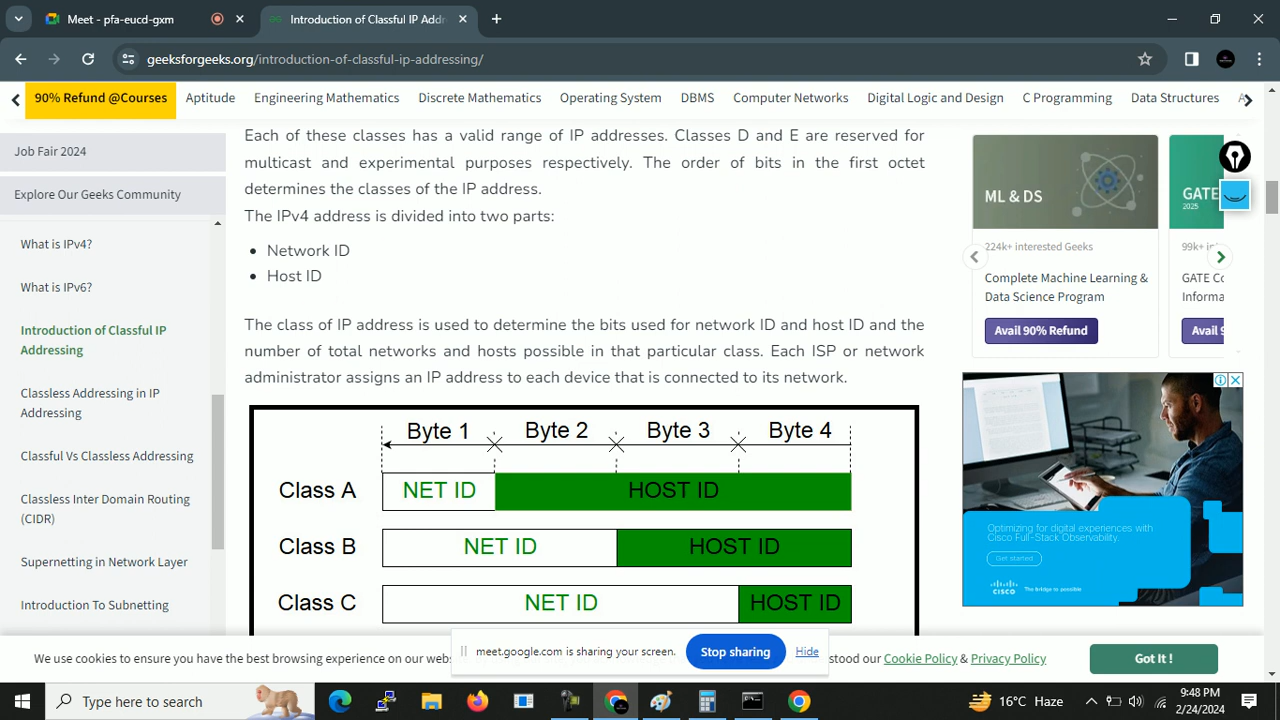 Meet - pfa-eucd-gxm
Introduction of Classful IP Addr
geeksforgeeks.org/introduction-of-classful-ip-addressing/
90% Refund @Courses Aptitude Engineering Mathematics Discrete Mathematics Operating System DBMS Computer Networks Digital Logic and Design C Programming Data Structures A
Job Fair 2024
Explore Our Geeks Community
What is IPv4?
What is IPv6?
Introduction of Classful IP
Addressing
Classless Addressing in IP
Addressing
Classful Vs Classless Addressing
Classless Inter Domain Routing
(CIDR)
Supernetting in Network Layer
Introduction To Subnetting
Each of these classes has a valid range of IP addresses. Classes D and E are reserved for
multicast and experimental purposes respectively. The order of bits in the first octet
determines the classes of the IP address.
The IPv4 address is divided into two parts:
• Network ID
• Host ID
The class of IP address is used to determine the bits used for network ID and host ID and the
number of total networks and hosts possible in that particular class. Each ISP or network
administrator assigns an IP address to each device that is connected to its network.
Byte 1 Byte 2 Byte 3 Byte 4
Class A NET ID HOST ID
Class B NET ID HOST ID
Class C NET ID HOST ID
ML & DS
224k+ interested Geeks
Complete Machine Learning &
Data Science Program
Avail 90% Refund
GATE
2025
99k+ in
GATE Co
Informa
Avail 9
Optimizing for digital experiences with
Cisco Full-Stack Observability.
Get started
CISCO The bridge to possible
We use cookies to ensure you have the best browsing experience on our webs
stood our Cookie Policy & Privacy Policy
Got It !
meet.google.com is sharing your screen. Stop sharing Hide
Type here to search
16°C Haze
9:48 PM
2/24/2024